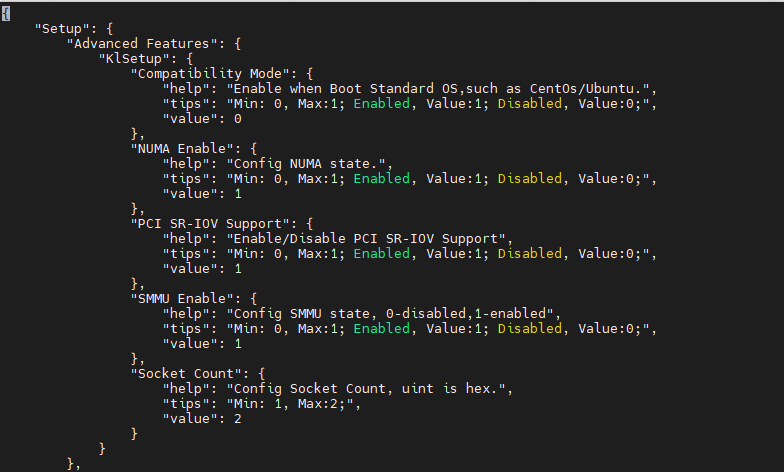 {
    "Setup": {
        "Advanced Features": {
            "KlSetup": {
                "Compatibility Mode": {
                    "help": "Enable when Boot Standard OS,such as CentOs/Ubuntu.",
                    "tips": "Min: 0, Max:1; Enabled, Value:1; Disabled, Value:0;",
                    "value": 0
                },
                "NUMA Enable": {
                    "help": "Config NUMA state.",
                    "tips": "Min: 0, Max:1; Enabled, Value:1; Disabled, Value:0;",
                    "value": 1
                },
                "PCI SR-IOV Support": {
                    "help": "Enable/Disable PCI SR-IOV Support",
                    "tips": "Min: 0, Max:1; Enabled, Value:1; Disabled, Value:0;",
                    "value": 1
                },
                "SMMU Enable": {
                    "help": "Config SMMU state, 0-disabled,1-enabled",
                    "tips": "Min: 0, Max:1; Enabled, Value:1; Disabled, Value:0;",
                    "value": 1
                },
                "Socket Count": {
                    "help": "Config Socket Count, uint is hex.",
                    "tips": "Min: 1, Max:2;",
                    "value": 2
                }
            }
        },